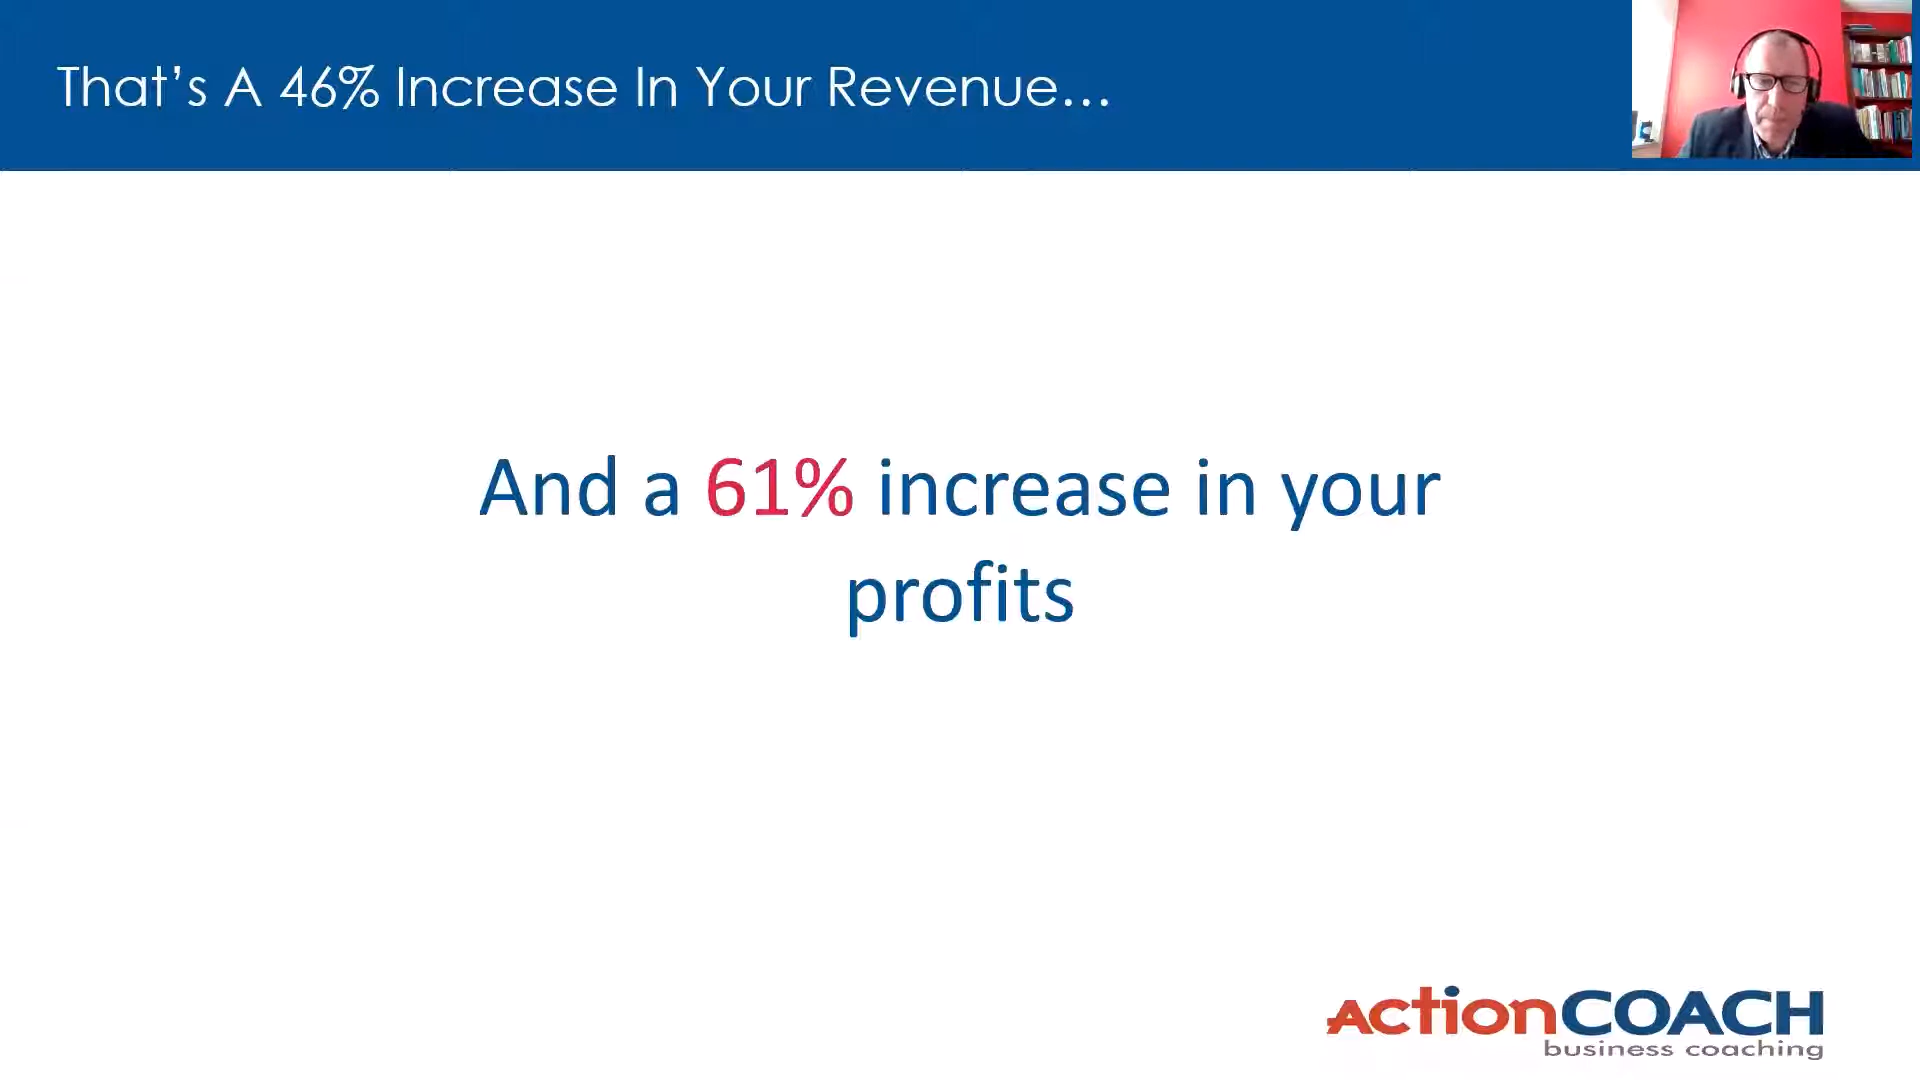 That's A 46% Increase In Your Revenue...
And a 61% increase in your
profits
actionCOACH
business coaching